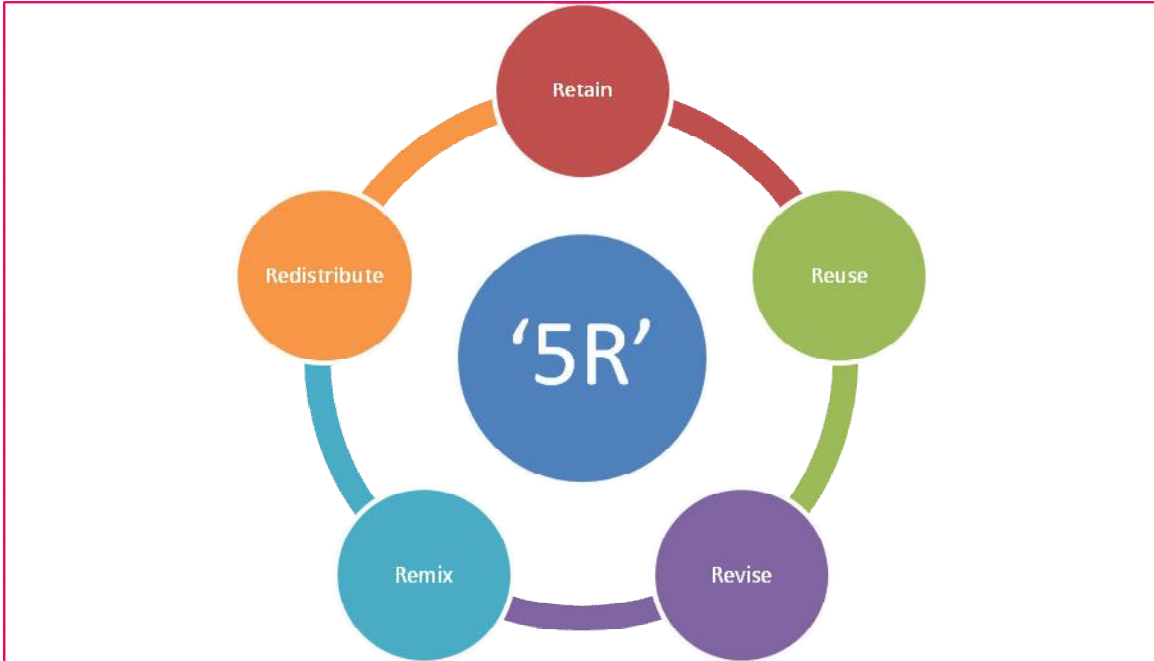 Retain
Reuse
Revise
Remix
Redistribute
‘5R’